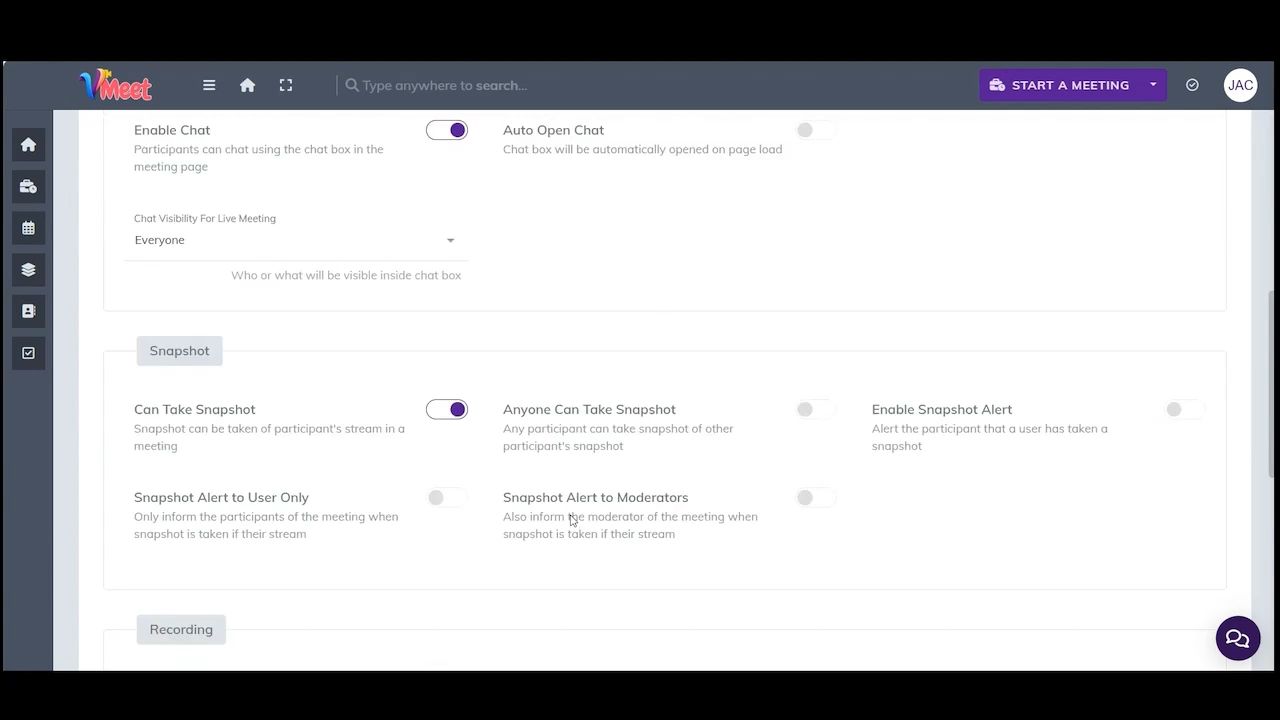 VMeet
Type anywhere to search...
START A MEETING
JAC
Enable Chat
Participants can chat using the chat box in the
meeting page
Auto Open Chat
Chat box will be automatically opened on page load
Chat Visibility For Live Meeting
Everyone
Who or what will be visible inside chat box
Snapshot
Can Take Snapshot
Snapshot can be taken of participant's stream in a
meeting
Anyone Can Take Snapshot
Any participant can take snapshot of other
participant's snapshot
Enable Snapshot Alert
Alert the participant that a user has taken a
snapshot
Snapshot Alert to User Only
Only inform the participants of the meeting when
snapshot is taken if their stream
Snapshot Alert to Moderators
Also inform the moderator of the meeting when
snapshot is taken if their stream
Recording